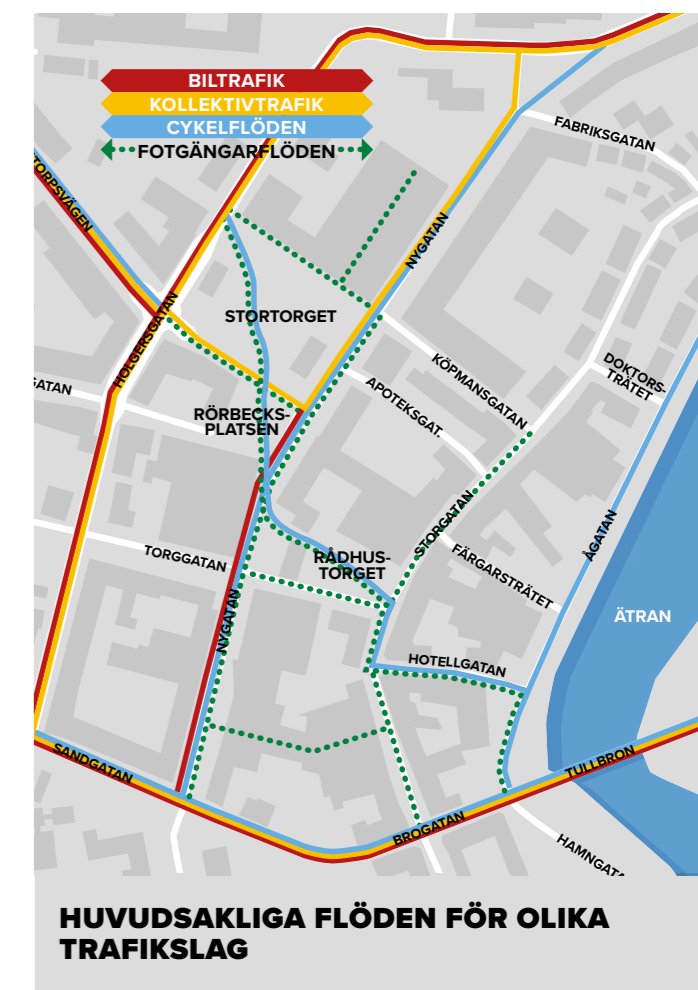 BILTRAFIK
KOLLEKTIVTRAFIK
CYKELFLÖDEN
FOTGÄNGARFLÖDEN
FABRIKSGATAN
TORPSVÄGEN
NYGATAN
STORTORGET
HOLGERSGATAN
KÖPMANSGATAN
DOKTORS-
TRÄTET
GATAN
APOTEKSGAT.
RÖRBECKS-
PLATSEN
STORGATAN
ÅGATAN
TORGGATAN
RÅDHUS-
TORGET
FÄRGARSTRÄTET
NYGATAN
ÄTRAN
HOTELLGATAN
SANDGATAN
TULLBRON
BROGATAN
HAMNGATA
HUVUDSAKLIGA FLÖDEN FÖR OLIKA
TRAFIKSLAG